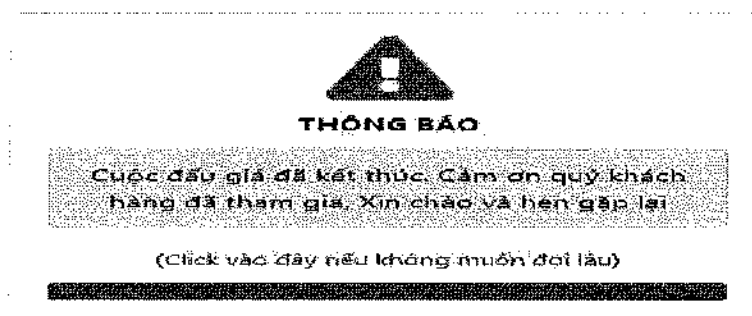 THÔNG BÁO
Cuộc đấu giá đã kết thúc. Cảm ơn quý khách
hàng đã tham gia. Xin chào và hẹn gặp lại
(Click vào đây nếu không muốn đợi lâu)